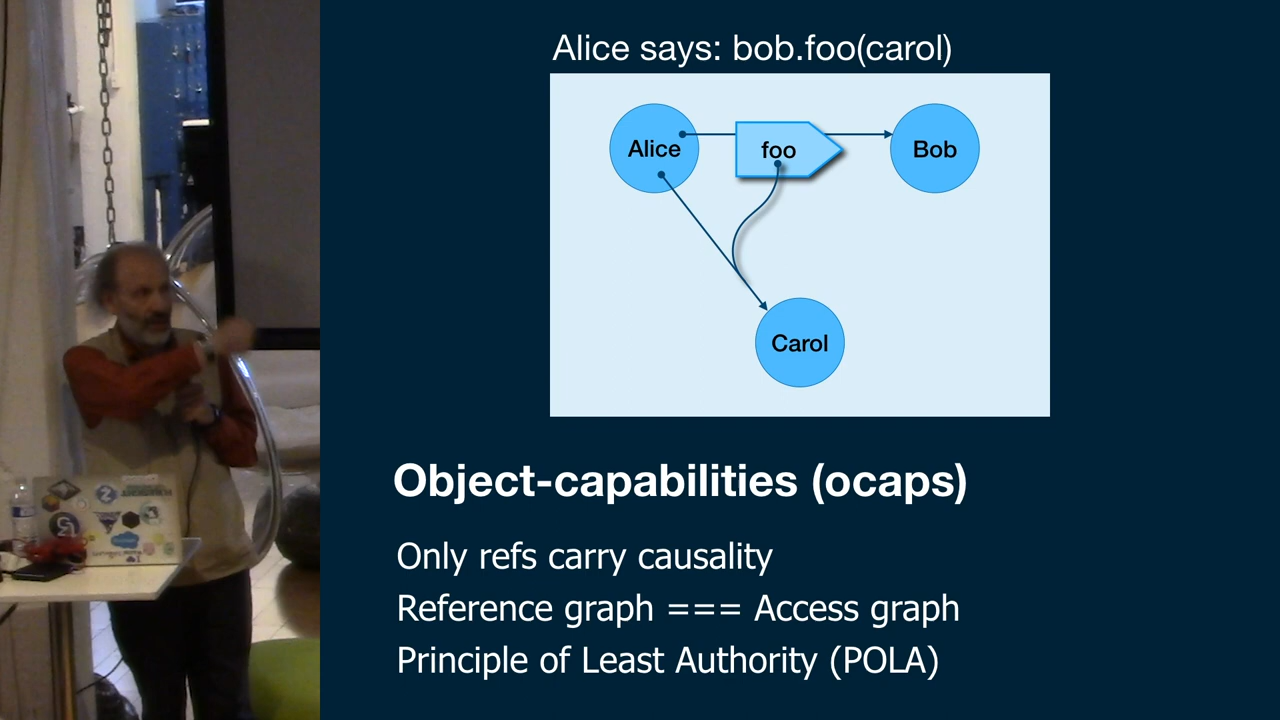 Alice says: bob.foo(carol)
Alice
foo
Bob
Carol
Object-capabilities (ocaps)
Only refs carry causality
Reference graph === Access graph
Principle of Least Authority (POLA)